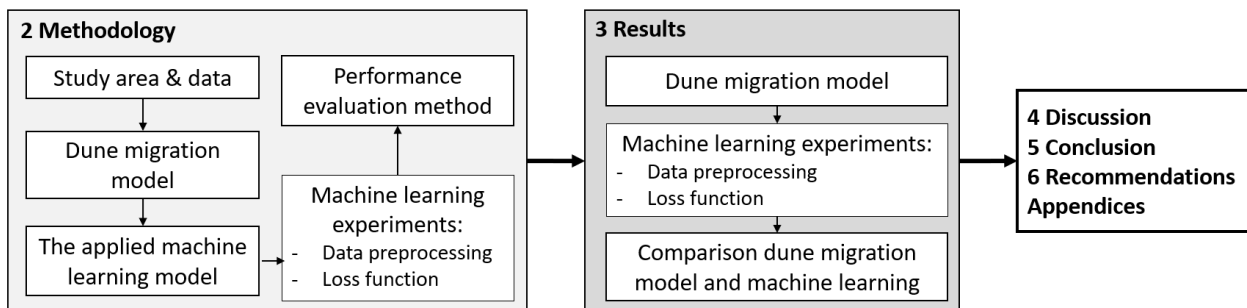 2 Methodology
Study area & data
Dune migration
model
The applied machine
learning model
Machine learning
experiments:
- Data preprocessing
- Loss function
Performance
evaluation method
3 Results
Dune migration model
Machine learning experiments:
- Data preprocessing
- Loss function
Comparison dune migration
model and machine learning
4 Discussion
5 Conclusion
6 Recommendations
Appendices